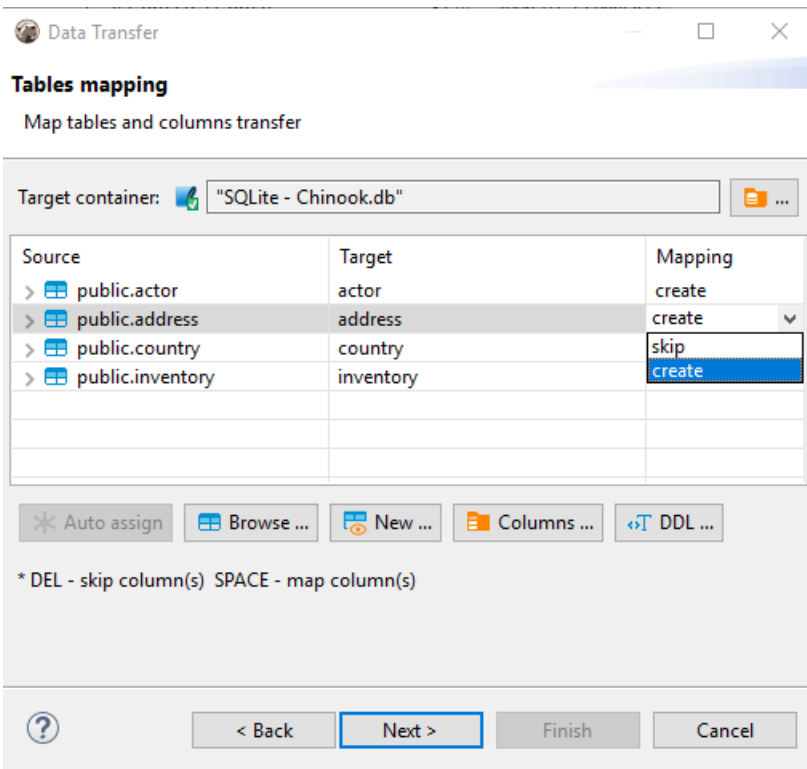 Data Transfer
Tables mapping
Map tables and columns transfer
Target container: "SQLite - Chinook.db" ...
Source Target Mapping
public.actor actor create
public.address address create
public.country country skip
create
public.inventory inventory
Auto assign Browse ... New ... Columns ... DDL ...
* DEL - skip column(s) SPACE - map column(s)
? < Back Next > Finish Cancel